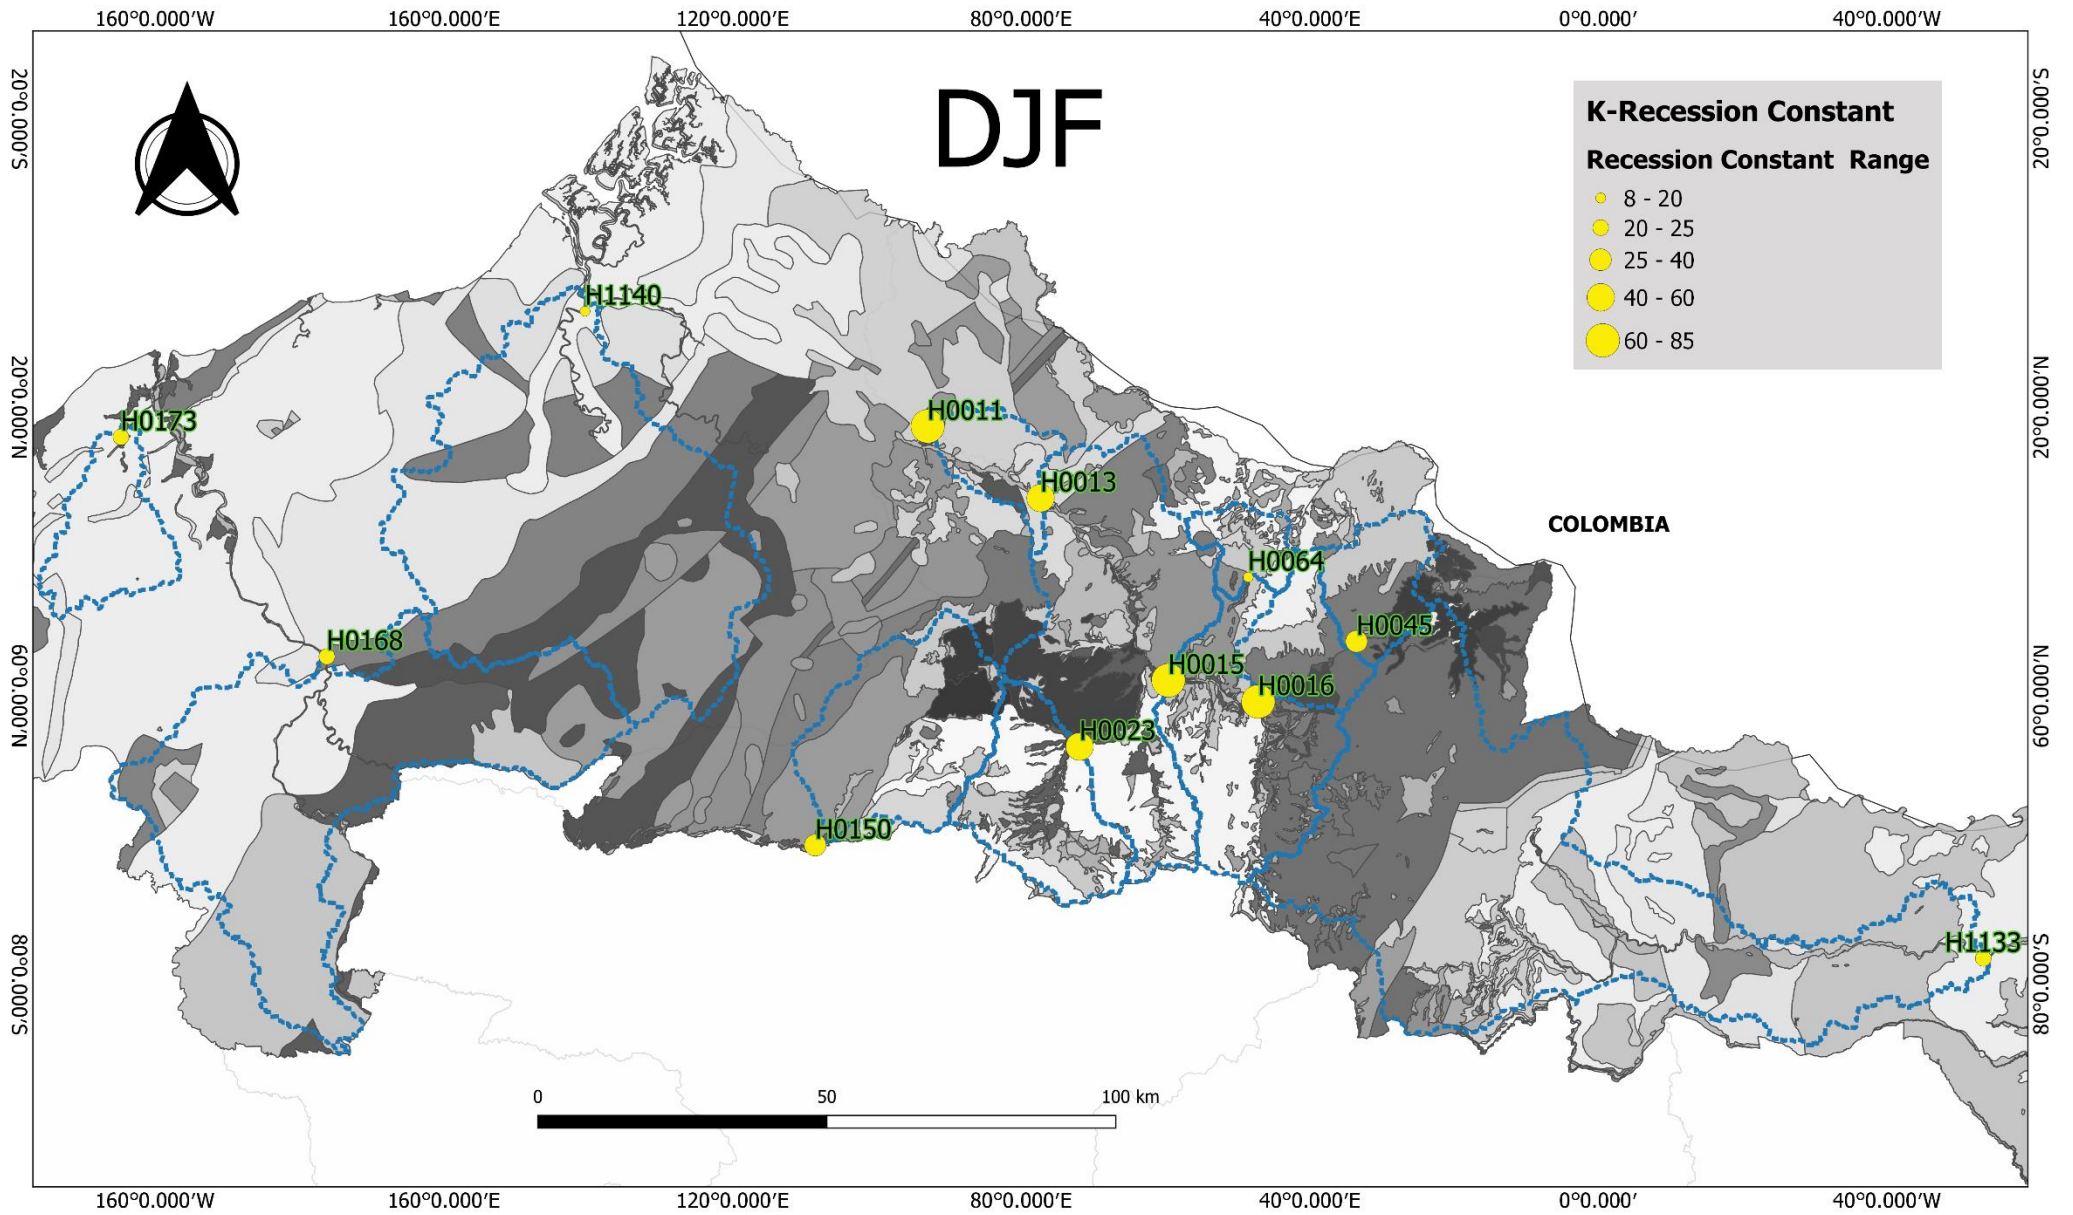 160°0.000′W 160°0.000′E 120°0.000′E 80°0.000′E 40°0.000′E 0°0.000′ 40°0.000′W
DJF
20°0.000′S
20°0.000′S
K-Recession Constant
Recession Constant Range
8 - 20
20 - 25
25 - 40
40 - 60
60 - 85
H1140
20°0.000′N
20°0.000′N
H0173
H0011
H0013
COLOMBIA
H0064
H0045
H0168
H0015
H0016
60°0.000′N
60°0.000′N
H0023
H0150
H1133
80°0.000′S
80°0.000′S
0 50 100 km
160°0.000′W 160°0.000′E 120°0.000′E 80°0.000′E 40°0.000′E 0°0.000′ 40°0.000′W